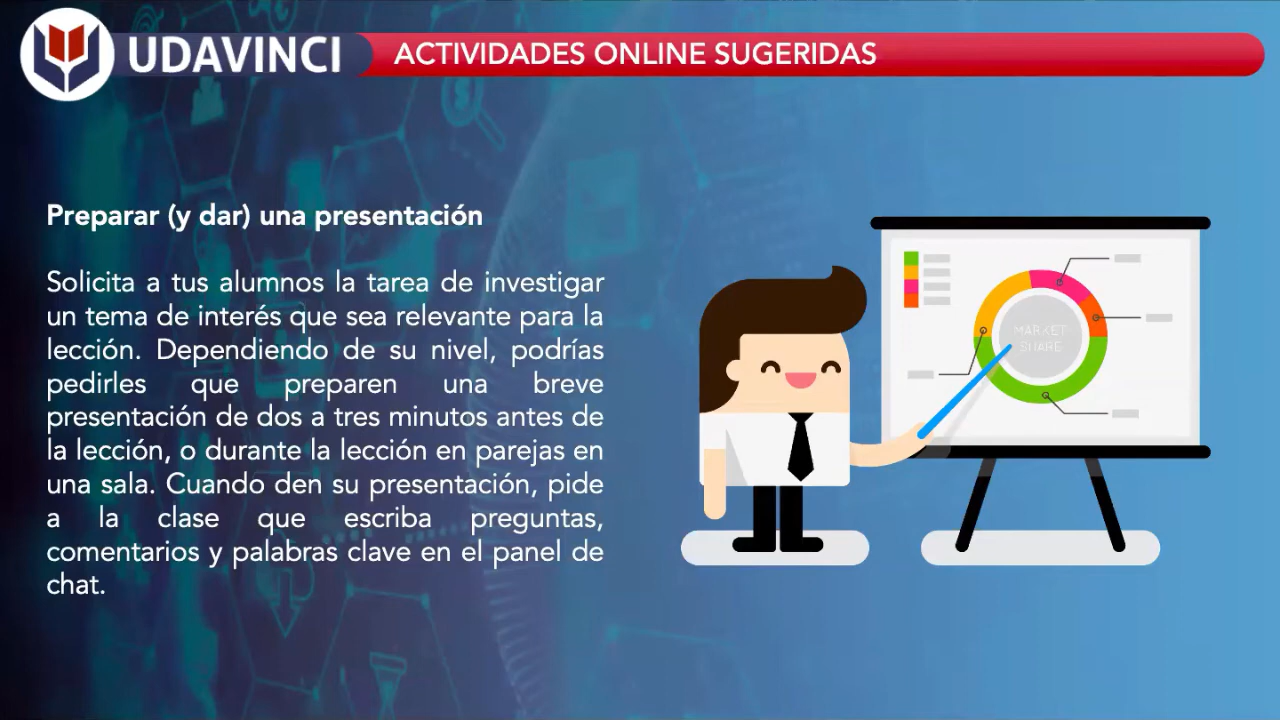 UDAVINCI
ACTIVIDADES ONLINE SUGERIDAS
Preparar (y dar) una presentación
Solicita a tus alumnos la tarea de investigar
un tema de interés que sea relevante para la
lección. Dependiendo de su nivel, podrías
pedirles que preparen una breve
presentación de dos a tres minutos antes de
la lección, o durante la lección en parejas en
una sala. Cuando den su presentación, pide
a la clase que escriba preguntas,
comentarios y palabras clave en el panel de
chat.
MARKET
SHARE